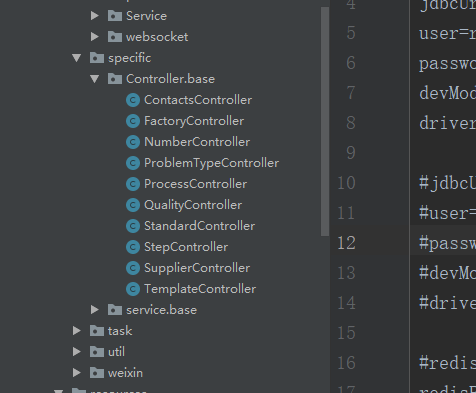 Service
websocket
specific
Controller.base
ContactsController
FactoryController
NumberController
ProblemTypeController
ProcessController
QualityController
StandardController
StepController
SupplierController
TemplateController
service.base
task
util
weixin
resources
4 jdbcUr
5 user=r
6 passwo
7 devMod
8 driver
9
10 #jdbcU
11 #user=
12 #passw
13 #devMo
14 #drive
15
16 #redis
17